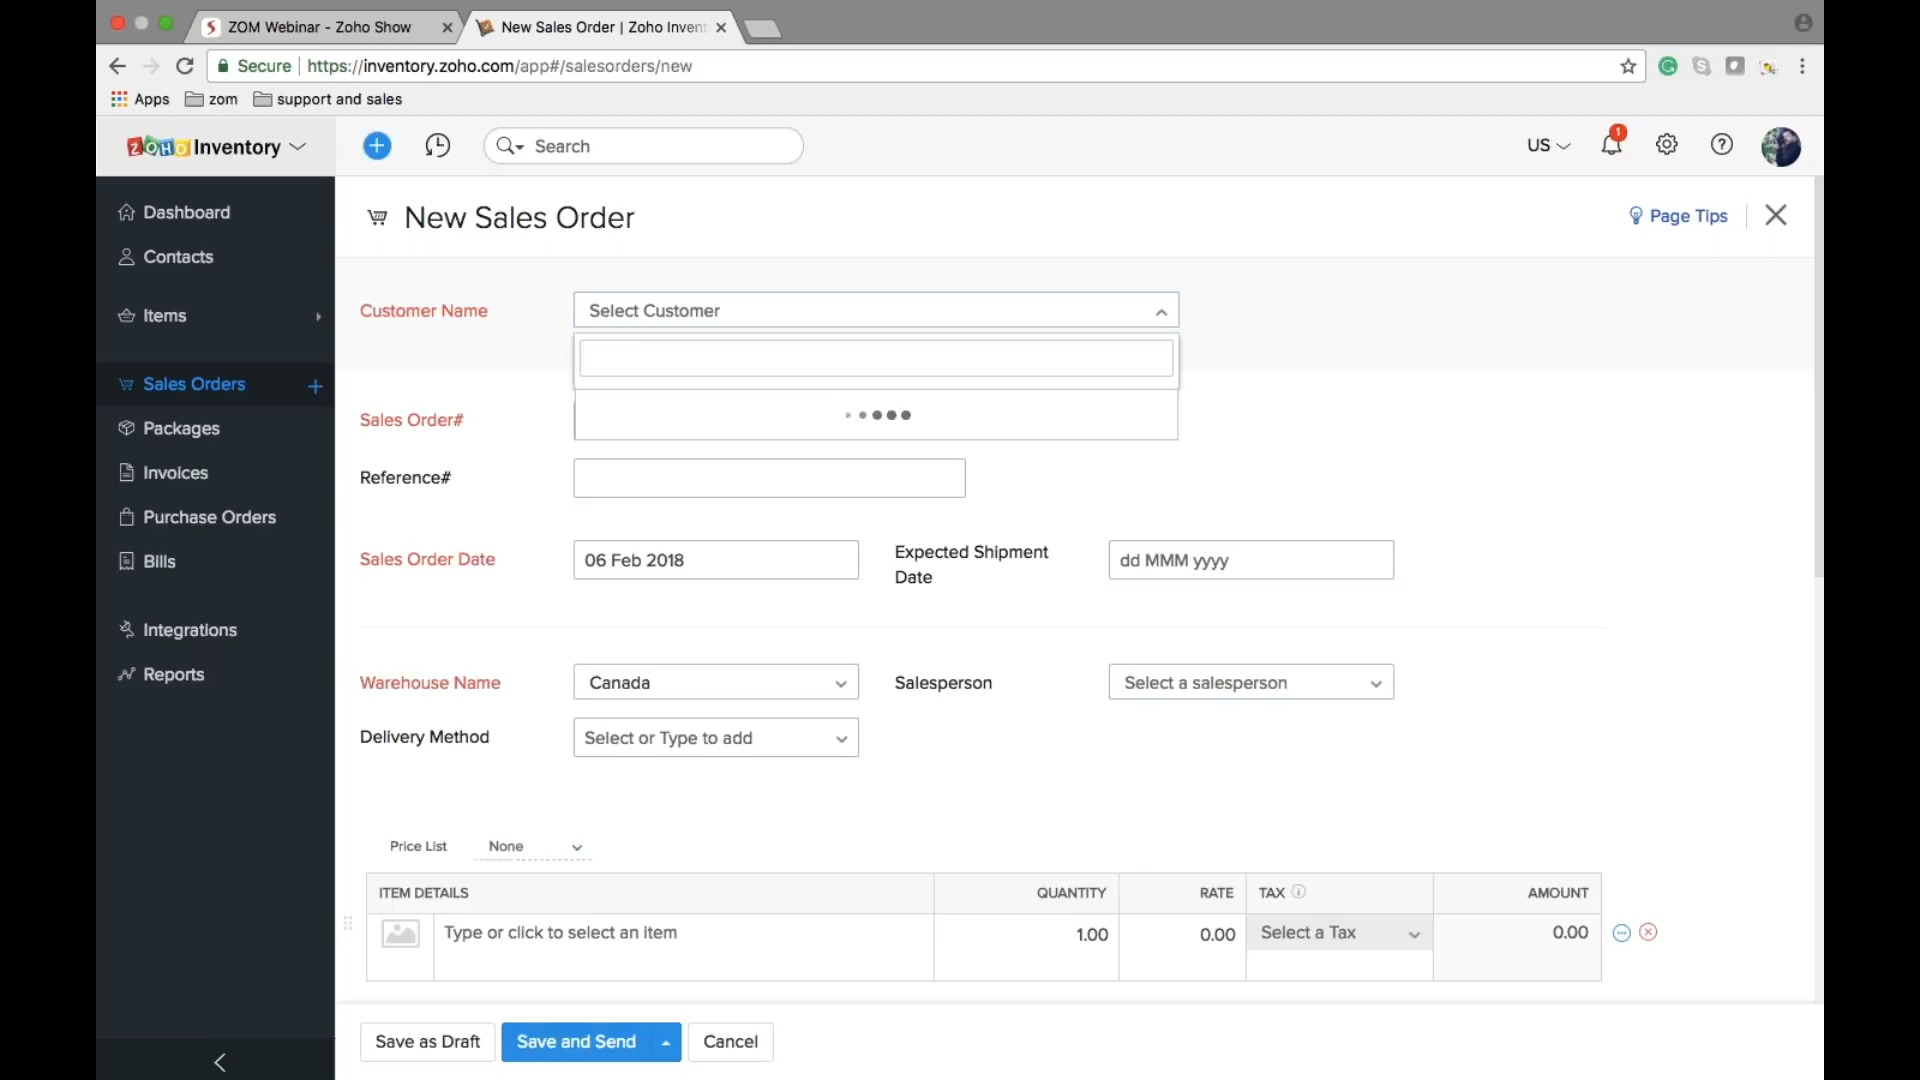 ZOM Webinar - Zoho Show
New Sales Order | Zoho Invent
Secure
https://inventory.zoho.com/app#/salesorders/new
Apps
zom
support and sales
ZOHO Inventory
Search
US
1
Dashboard
Contacts
Items
Sales Orders
Packages
Invoices
Purchase Orders
Bills
Integrations
Reports
New Sales Order
Page Tips
Customer Name
Select Customer
Sales Order#
Reference#
Sales Order Date
06 Feb 2018
Expected Shipment
Date
dd MMM yyyy
Warehouse Name
Canada
Salesperson
Select a salesperson
Delivery Method
Select or Type to add
Price List
None
ITEM DETAILS
QUANTITY
RATE
TAX
AMOUNT
Type or click to select an item
1.00
0.00
Select a Tax
0.00
Save as Draft
Save and Send
Cancel